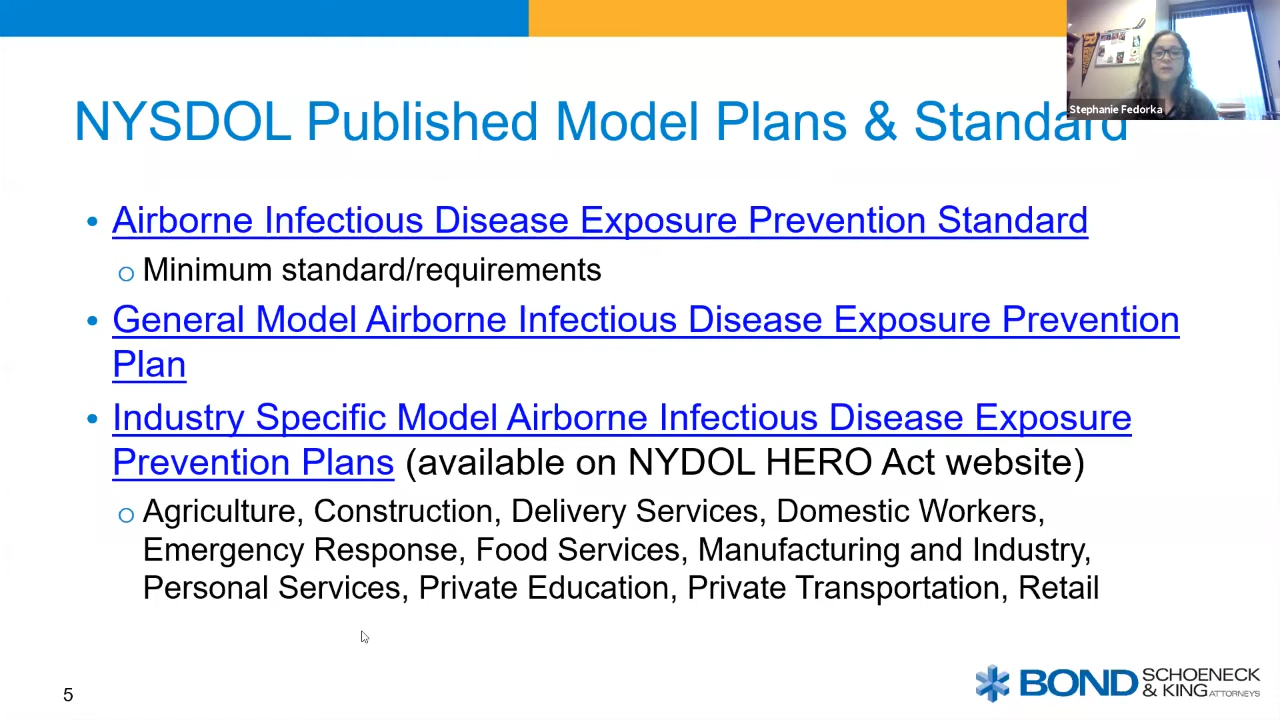 Stephanie Fedorka
NYSDOL Published Model Plans & Standard
• Airborne Infectious Disease Exposure Prevention Standard
o Minimum standard/requirements
• General Model Airborne Infectious Disease Exposure Prevention
Plan
• Industry Specific Model Airborne Infectious Disease Exposure
Prevention Plans (available on NYDOL HERO Act website)
o Agriculture, Construction, Delivery Services, Domestic Workers,
Emergency Response, Food Services, Manufacturing and Industry,
Personal Services, Private Education, Private Transportation, Retail
5
BOND SCHOENECK
& KING ATTORNEYS